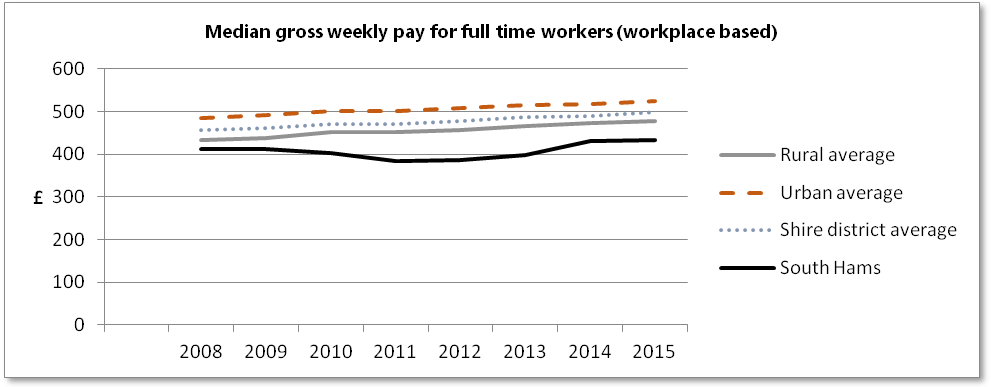 Median gross weekly pay for full time workers (workplace based)
600
500
400
300
200
100
0
£
2008 2009 2010 2011 2012 2013 2014 2015
Rural average
Urban average
Shire district average
South Hams